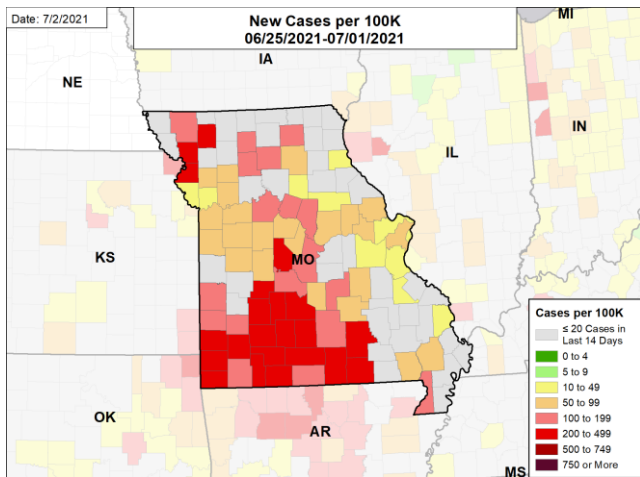 Date: 7/2/2021
New Cases per 100K
06/25/2021-07/01/2021
MI
IA
NE
IN
IL
KS
MO
OK
AR
MS
Cases per 100K
≤ 20 Cases in
Last 14 Days
0 to 4
5 to 9
10 to 49
50 to 99
100 to 199
200 to 499
500 to 749
750 or More